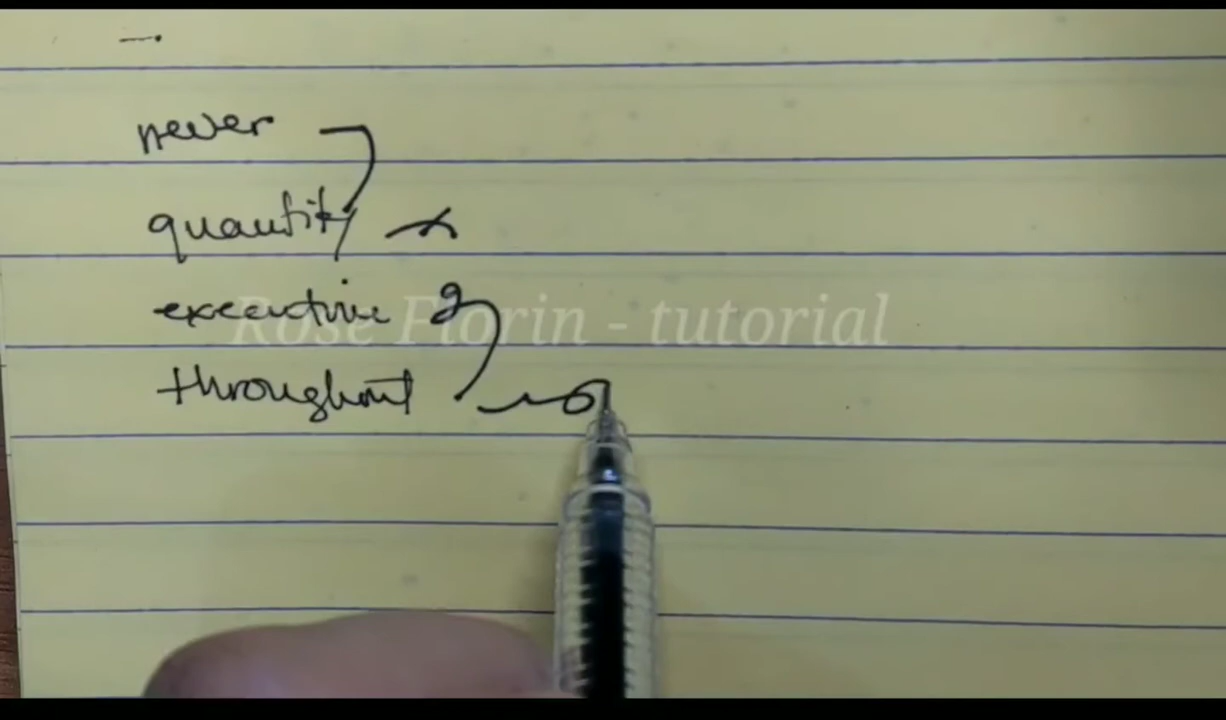 never
quantity
executive
Rose Florin - tutorial
throughout